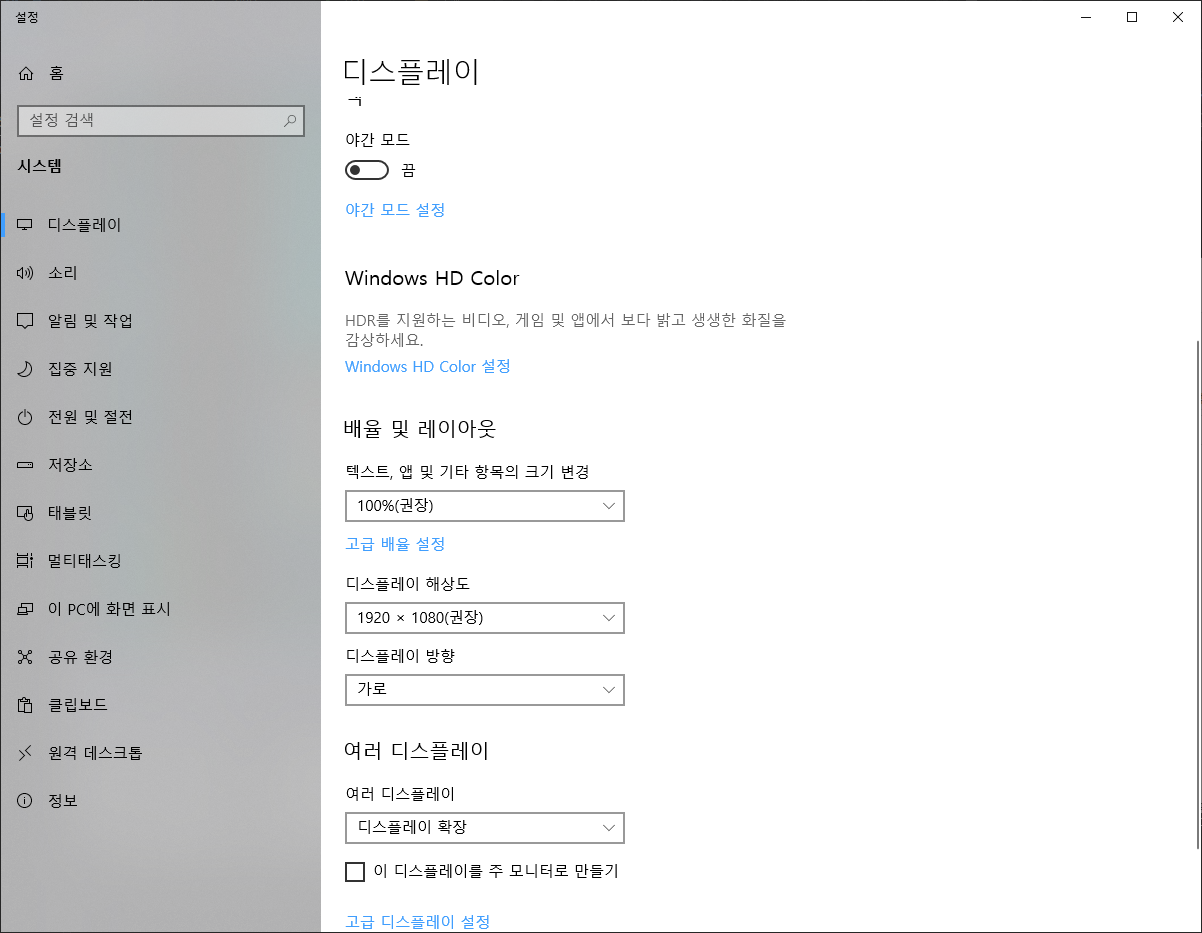 설정
홈
설정 검색
시스템
디스플레이
소리
알림 및 작업
집중 지원
전원 및 절전
저장소
태블릿
멀티태스킹
이 PC에 화면 표시
공유 환경
클립보드
원격 데스크톱
정보
디스플레이
야간 모드
끔
야간 모드 설정
Windows HD Color
HDR를 지원하는 비디오, 게임 및 앱에서 보다 밝고 생생한 화질을
감상하세요.
Windows HD Color 설정
배율 및 레이아웃
텍스트, 앱 및 기타 항목의 크기 변경
100%(권장)
고급 배율 설정
디스플레이 해상도
1920 × 1080(권장)
디스플레이 방향
가로
여러 디스플레이
여러 디스플레이
디스플레이 확장
이 디스플레이를 주 모니터로 만들기
고급 디스플레이 설정